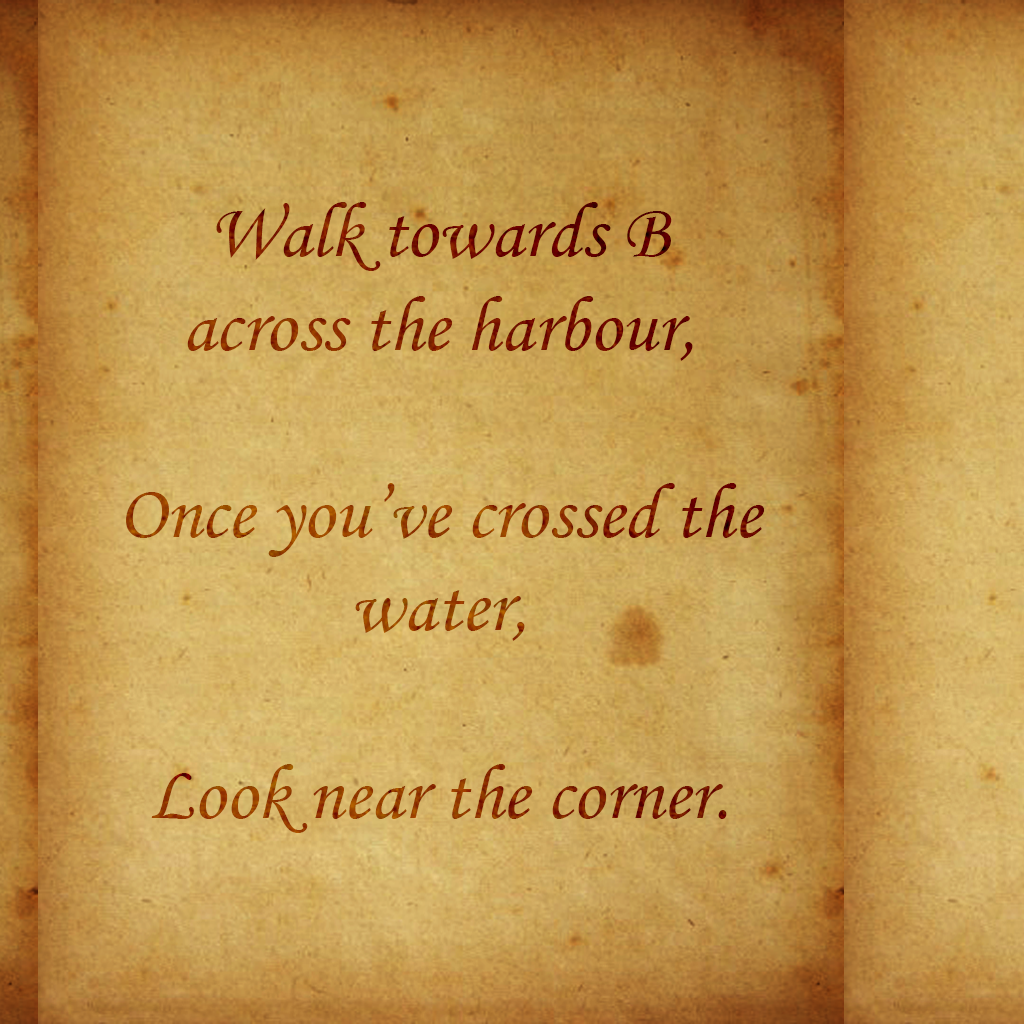 Walk towards B
across the harbour,
Once you’ve crossed the
water,
Look near the corner.